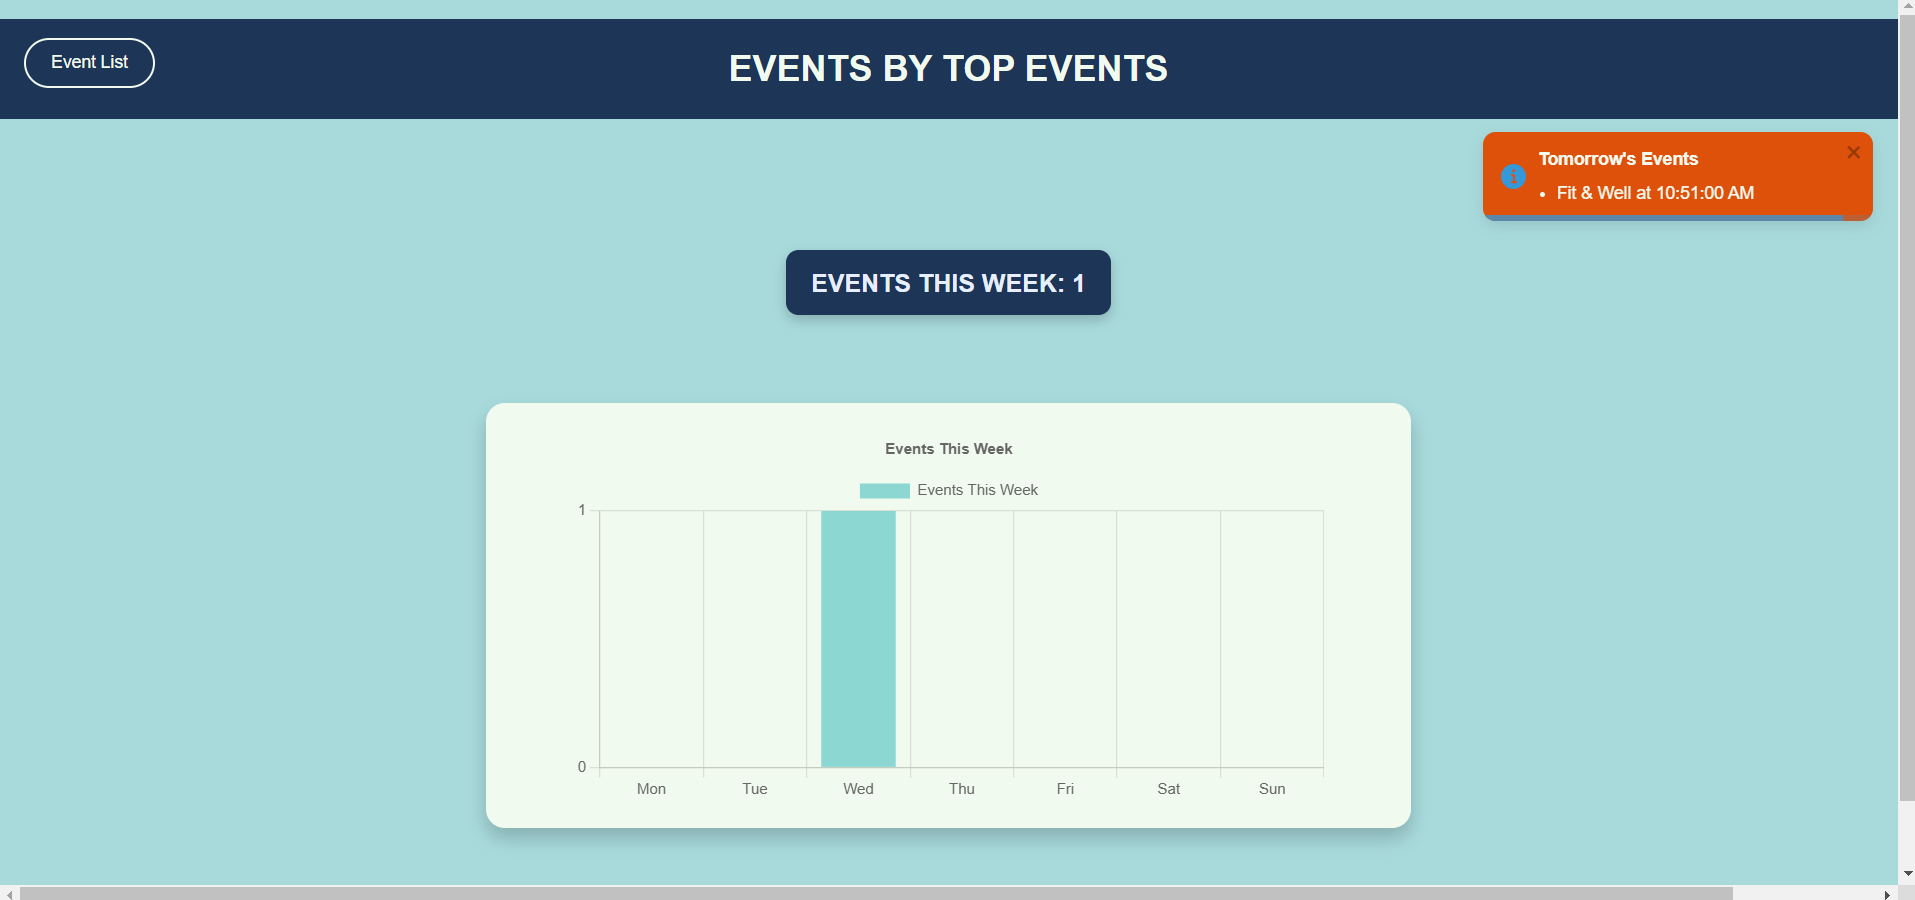 Event List
EVENTS BY TOP EVENTS
Tomorrow's Events
• Fit & Well at 10:51:00 AM
EVENTS THIS WEEK: 1
Events This Week
Events This Week
1
0
Mon Tue Wed Thu Fri Sat Sun